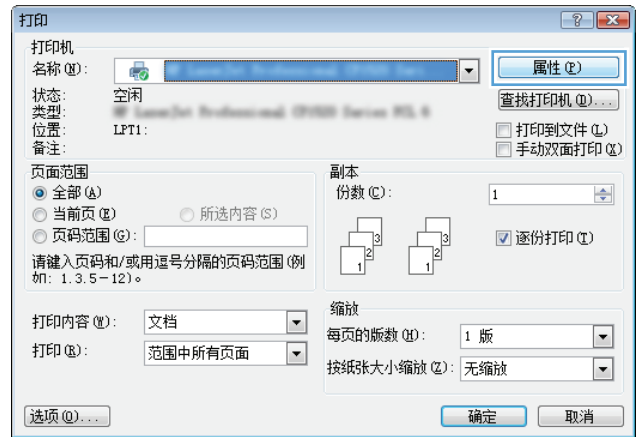 打印
打印机
名称(N):
属性(P)
状态: 空闲
类型:
查找打印机(D)...
位置: LPT1:
打印到文件(L)
备注:
手动双面打印(X)
页面范围
全部(A)
当前页(E) 所选内容(S)
页码范围(G):
请键入页码和/或用逗号分隔的页码范围(例
如: 1.3.5-12)。
副本
份数(C): 1
3 3
2 2
1 1
逐份打印(T)
打印内容(W): 文档
打印(R): 范围中所有页面
缩放
每页的版数(H): 1 版
按纸张大小缩放(Z): 无缩放
选项(O)...
确定 取消